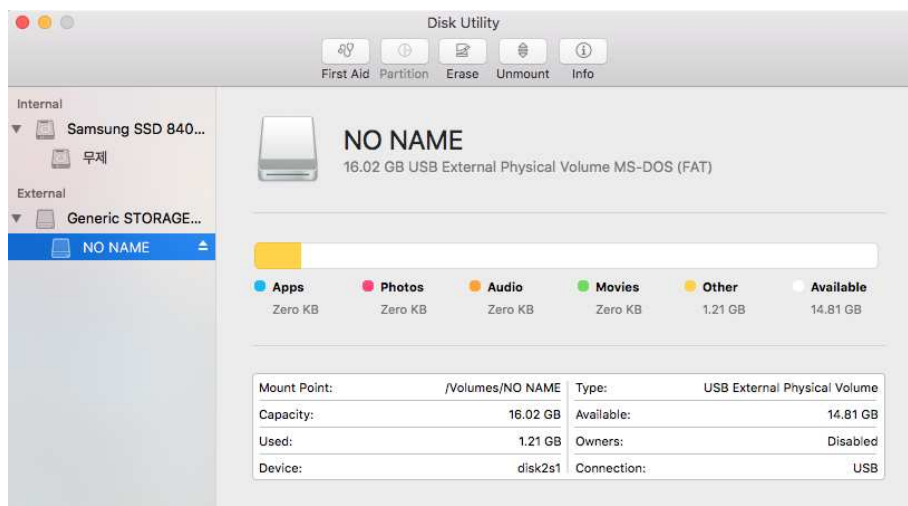 Disk Utility
First Aid Partition Erase Unmount Info
Internal
Samsung SSD 840...
무제
External
Generic STORAGE...
NO NAME
NO NAME
16.02 GB USB External Physical Volume MS-DOS (FAT)
Apps Photos Audio Movies Other Available
Zero KB Zero KB Zero KB Zero KB 1.21 GB 14.81 GB
Mount Point: /Volumes/NO NAME Type: USB External Physical Volume
Capacity: 16.02 GB Available: 14.81 GB
Used: 1.21 GB Owners: Disabled
Device: disk2s1 Connection: USB